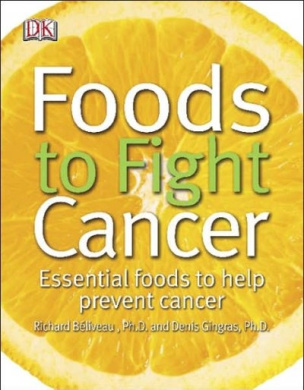 DK
Foods
to Fight
Cancer
Essential foods to help
prevent cancer
Richard Béliveau , Ph.D. and Denis Gingras, Ph.D.